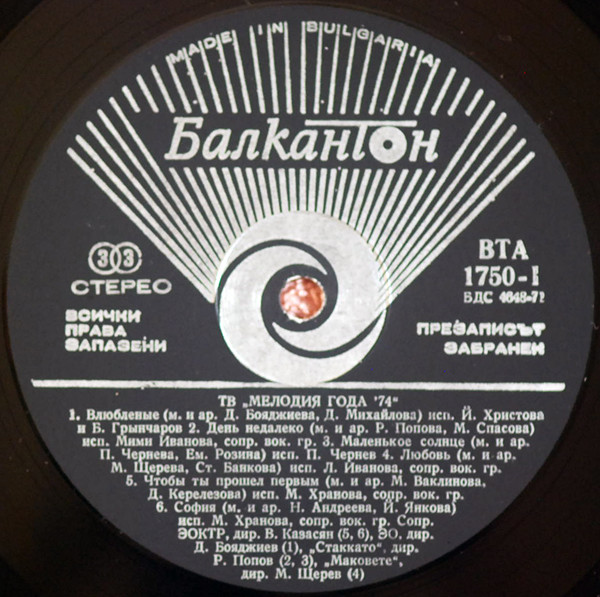 MADE IN BULGARIA
Балкантон
33
СТЕРЕО
ВСИЧКИ
ПРАВА
ЗАПАЗЕНИ
ВТА
1750-I
БДС 4048-72
ПРЕЗАПИСЪТ
ЗАБРАНЕН
ТВ „МЕЛОДИЯ ГОДА '74"
1. Влюбленые (м. и ар. Д. Бояджиева, Д. Михайлова) исп. Й. Христова
и Б. Грынчаров 2. День недалеко (м. и ар. Р. Попова, М. Спасова)
исп. Мими Иванова, сопр. вок. гр. 3. Маленькое солнце (м. и ар.
П. Чернева, Ем. Розина) исп. П. Чернев 4. Любовь (м. и ар.
М. Щерева, Ст. Банкова) исп. Л. Иванова, сопр. вок. гр.
5. Чтобы ты прошел первым (м. и ар. М. Ваклинова,
Д. Керелезова) исп. М. Хранова, сопр. вок. гр.
6. София (м. и ар. Н. Андреева, Й. Янкова)
исп. М. Хранова, сопр. вок. гр. Сопр.
ЭОКТР, дир. В. Казасян (5, 6), ЭО, дир.
Д. Бояджиев (1), „Стаккато", дир.
Р. Попов (2, 3), „Маковете",
дир. М. Щерев (4)